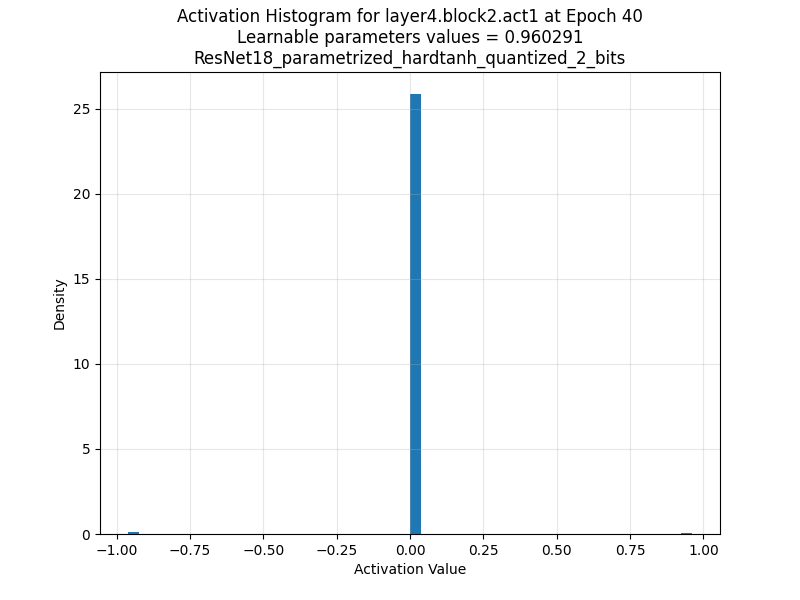 Activation Histogram for layer4.block2.act1 at Epoch 40
Learnable parameters values = 0.960291
ResNet18_parametrized_hardtanh_quantized_2_bits
25
20
15
10
5
0
Density
−1.00 −0.75 −0.50 −0.25 0.00 0.25 0.50 0.75 1.00
Activation Value